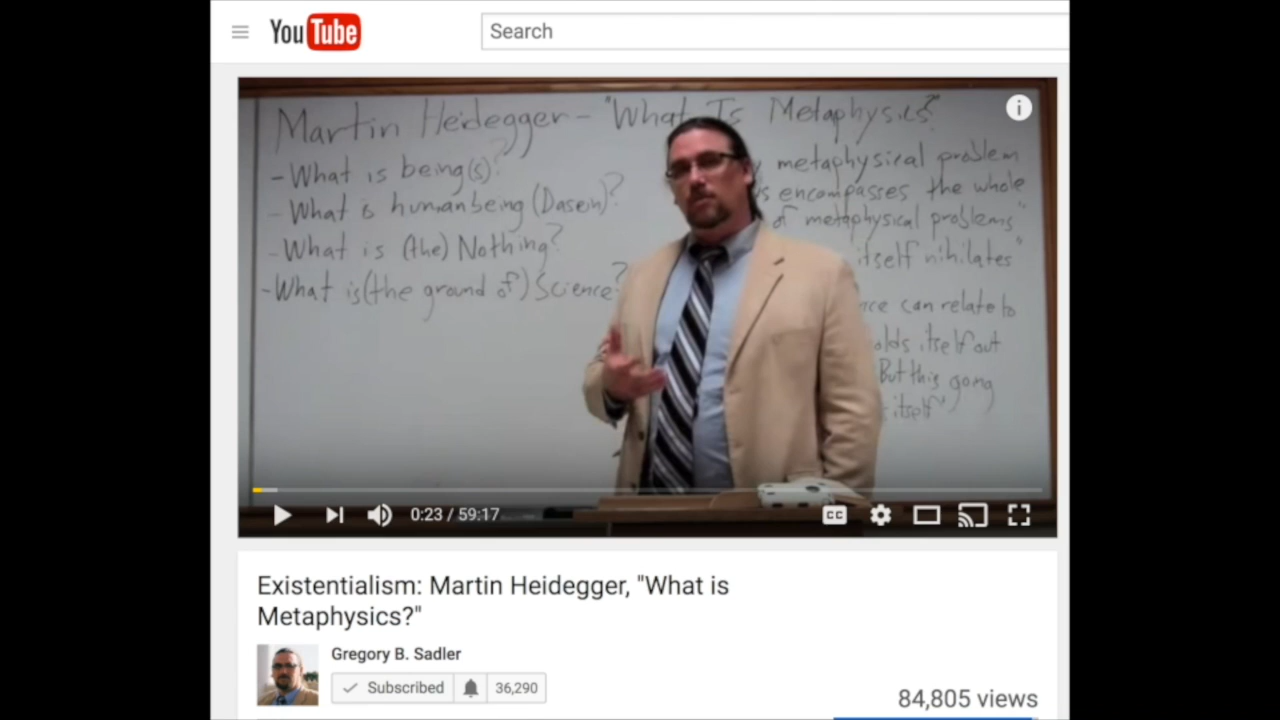 YouTube
Search
Martin Heidegger - "What Is Metaphysics?"
- What is being(s)?
- What is human being (Dasein)?
- What is (the) Nothing?
- What is (the ground of) Science?
metaphysical problem
encompasses the whole
of metaphysical problems"
itself nihilates"
can relate to
itself out
But this going
itself"
0:23 / 59:17
CC
Existentialism: Martin Heidegger, "What is
Metaphysics?"
Gregory B. Sadler
Subscribed
36,290
84,805 views